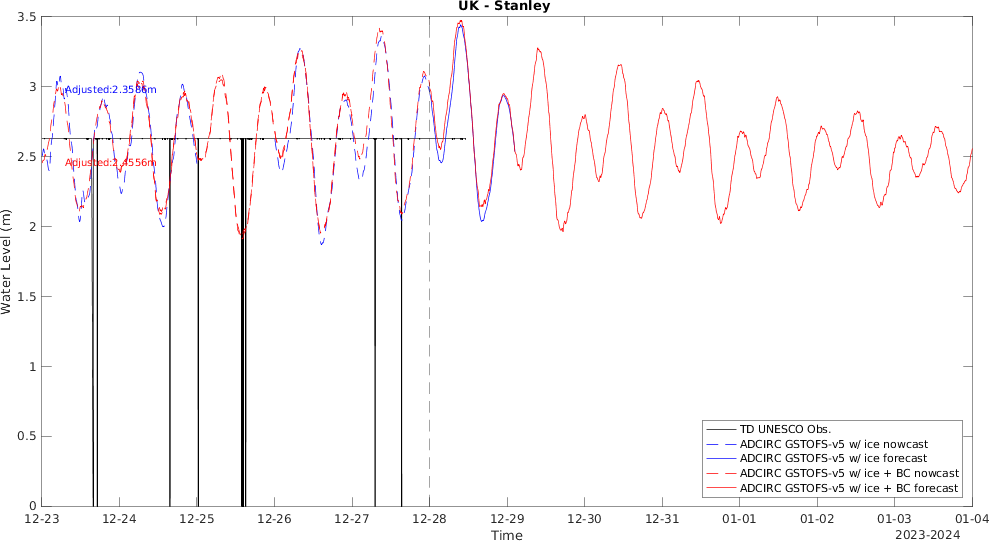 UK - Stanley
3.5
3
2.5
2
1.5
1
0.5
0
Water Level (m)
Adjusted:2.3586m
Adjusted:2.4556m
TD UNESCO Obs.
ADCIRC GSTOFS-v5 w/ ice nowcast
ADCIRC GSTOFS-v5 w/ ice forecast
ADCIRC GSTOFS-v5 w/ ice + BC nowcast
ADCIRC GSTOFS-v5 w/ ice + BC forecast
12-23 12-24 12-25 12-26 12-27 12-28 12-29 12-30 12-31 01-01 01-02 01-03 01-04
Time
2023-2024